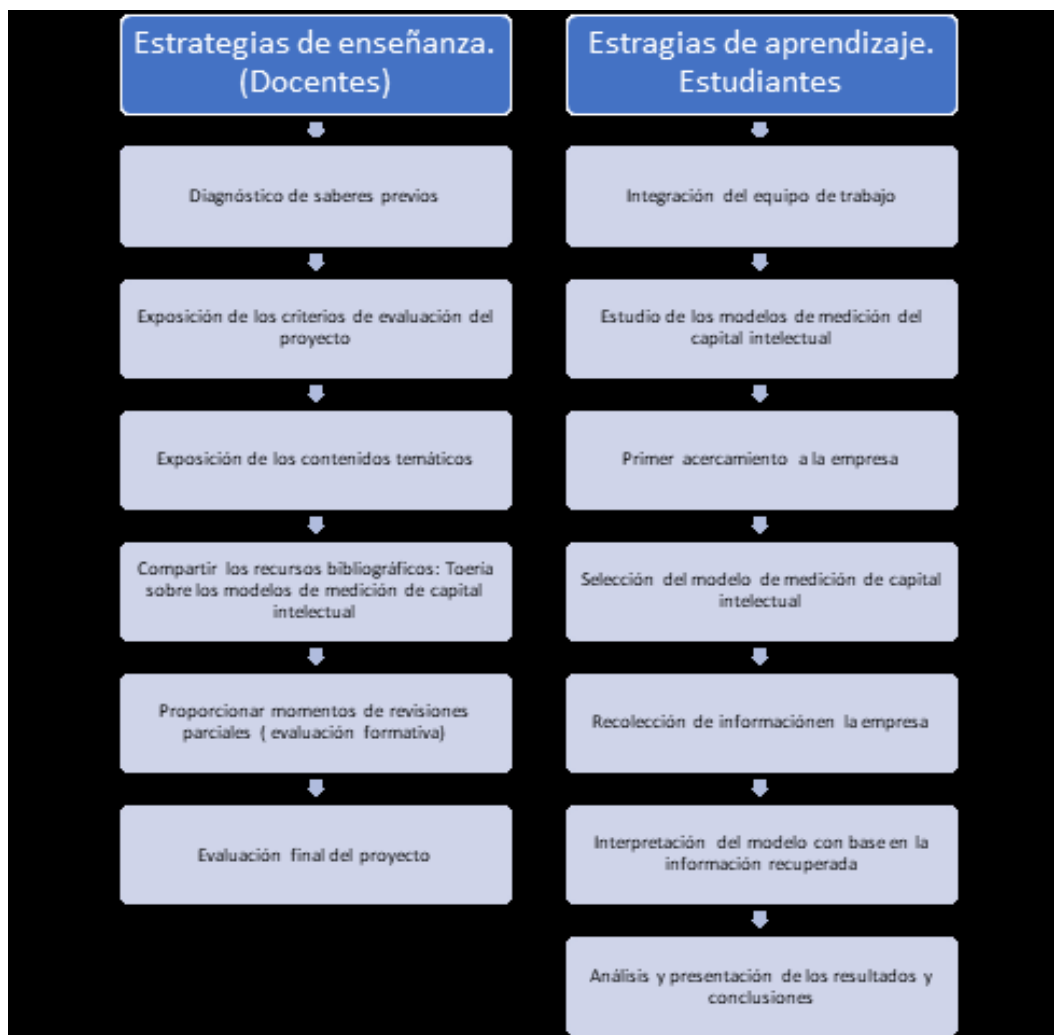 Estrategias de enseñanza.
(Docentes)
Diagnóstico de saberes previos
Exposición de los criterios de evaluación del
proyecto
Exposición de los contenidos temáticos
Compartir los recursos bibliográficos: Toeria
sobre los modelos de medición de capital
intelectual
Proporcionar momentos de revisiones
parciales ( evaluación formativa)
Evaluación final del proyecto
Estragias de aprendizaje.
Estudiantes
Integración del equipo de trabajo
Estudio de los modelos de medición del
capital intelectual
Primer acercamiento a la empresa
Selección del modelo de medición de capital
intelectual
Recolección de informaciónen la empresa
Interpretación del modelo con base en la
información recuperada
Análisis y presentación de los resultados y
conclusiones